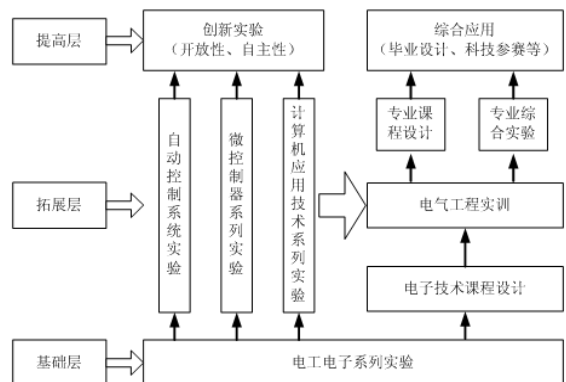 提高层
创新实验
（开放性、自主性）
综合应用
（毕业设计、科技参赛等）
专业课
程设计
专业综
合实验
拓展层
自动控制系统实验
微控制器系列实验
计算机应用技术系列实验
电气工程实训
电子技术课程设计
基础层
电工电子系列实验